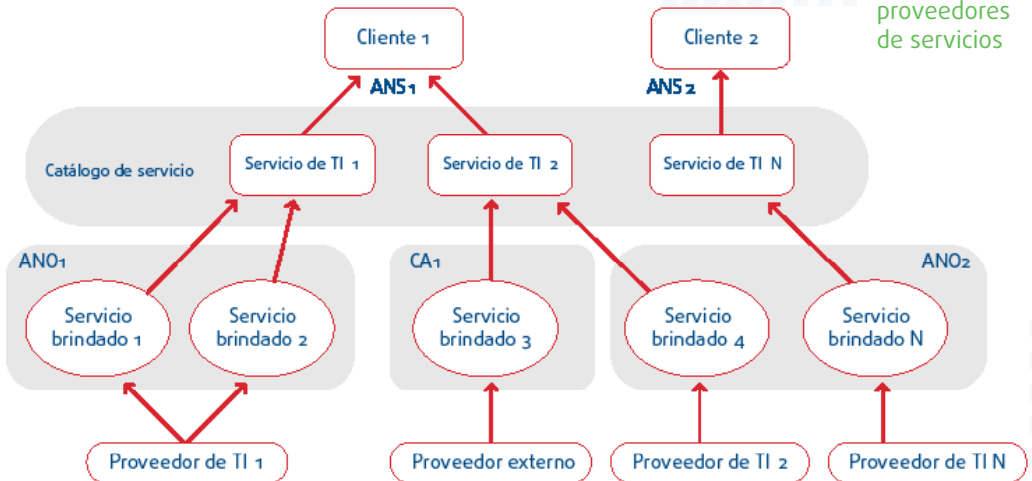 proveedores
de servicios
Cliente 1
Cliente 2
ANS1
ANS2
Catálogo de servicio
Servicio de TI 1
Servicio de TI 2
Servicio de TI N
ANO1
CA1
ANO2
Servicio
brindado 1
Servicio
brindado 2
Servicio
brindado 3
Servicio
brindado 4
Servicio
brindado N
Proveedor de TI 1
Proveedor externo
Proveedor de TI 2
Proveedor de TI N